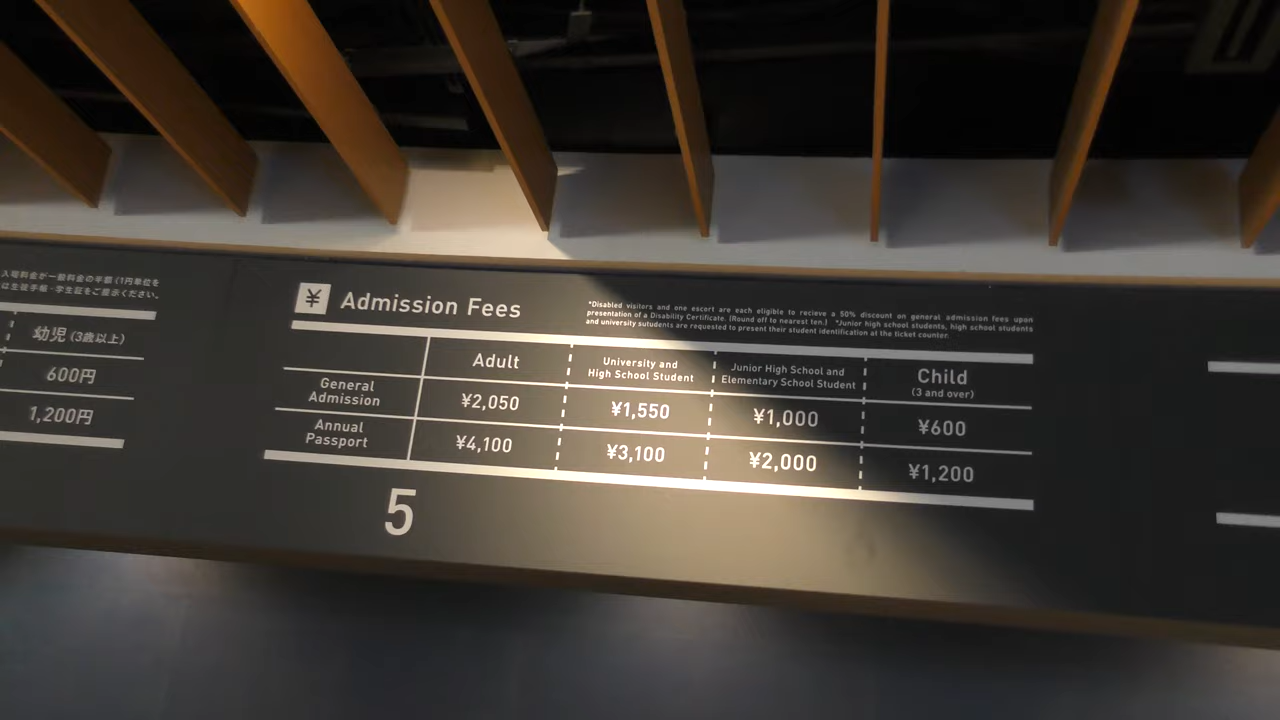 入場料金が一般料金の半額(1円単位を
は生徒手帳・学生証をご提示ください。
幼児(3歳以上)
600円
1,200円
¥ Admission Fees
*Disabled visitors and one escort are each eligible to recieve a 50% discount on general admission fees upon
presentation of a Disability Certificate. (Round off to nearest ten.) *Junior high school students, high school students
and university sutudents are requested to present their student identification at the ticket counter.
Adult
University and
High School Student
Junior High School and
Elementary School Student
Child
(3 and over)
General
Admission
¥2,050
¥1,550
¥1,000
¥600
Annual
Passport
¥4,100
¥3,100
¥2,000
¥1,200
5